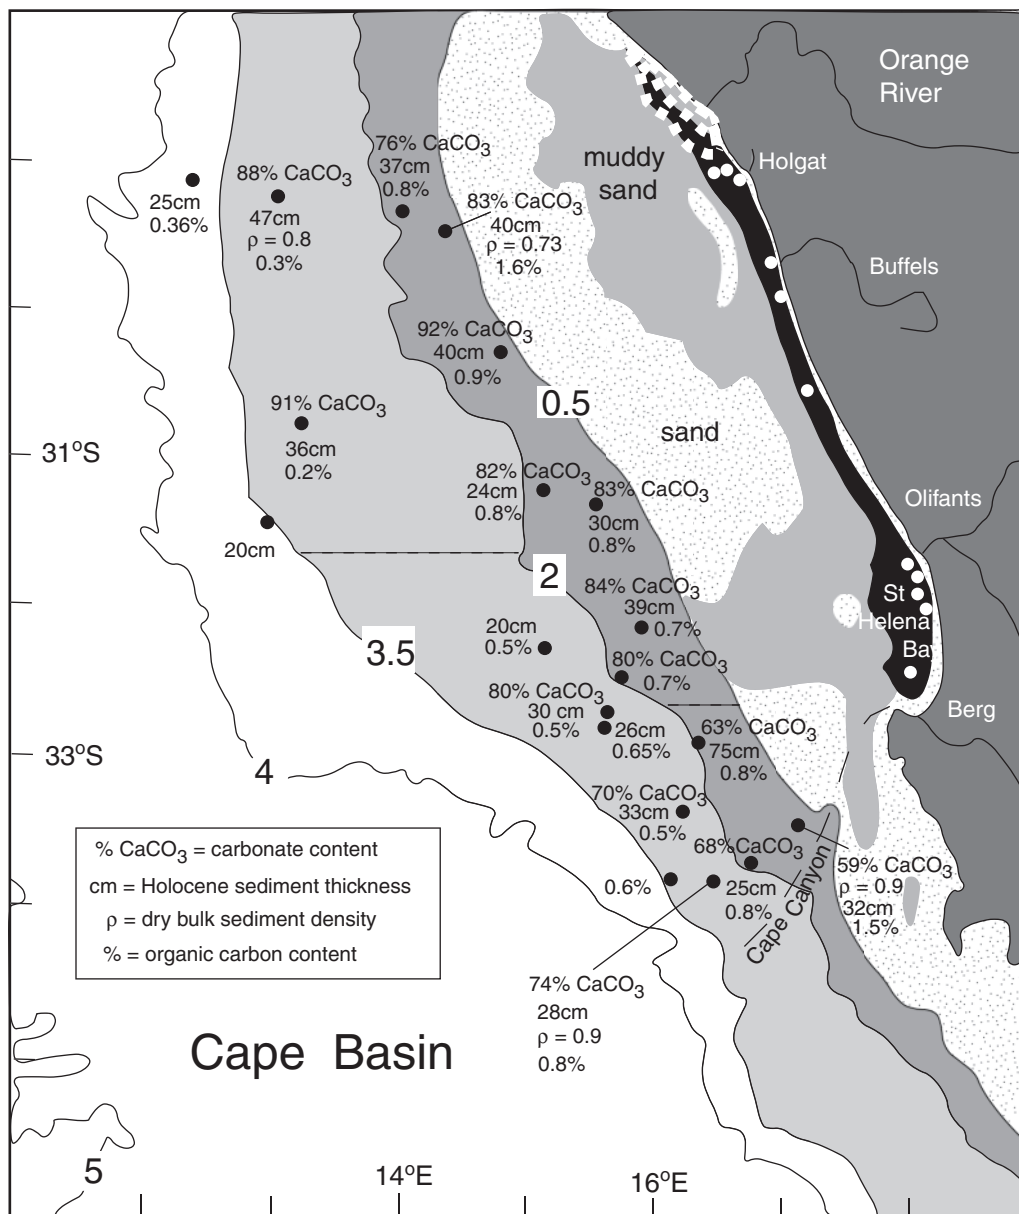 Orange
River
Holgat
muddy
sand
76% CaCO3
37cm
0.8%
88% CaCO3
47cm
ρ = 0.8
0.3%
25cm
0.36%
83% CaCO3
40cm
ρ = 0.73
1.6%
Buffels
92% CaCO3
40cm
0.9%
0.5
91% CaCO3
36cm
0.2%
sand
31°S
82% CaCO3
24cm
0.8%
83% CaCO3
30cm
0.8%
Olifants
20cm
2
84% CaCO3
39cm
0.7%
St
Helena
Ba
20cm
0.5%
3.5
80% CaCO3
0.7%
80% CaCO3
30 cm
0.5%
26cm
0.65%
63% CaCO3
75cm
0.8%
Berg
33°S
4
70% CaCO3
33cm
0.5%
68%CaCO3
25cm
0.8%
0.6%
Cape Canyon
59% CaCO3
ρ = 0.9
32cm
1.5%
% CaCO3 = carbonate content
cm = Holocene sediment thickness
ρ = dry bulk sediment density
% = organic carbon content
74% CaCO3
28cm
ρ = 0.9
0.8%
Cape Basin
5
14°E
16°E